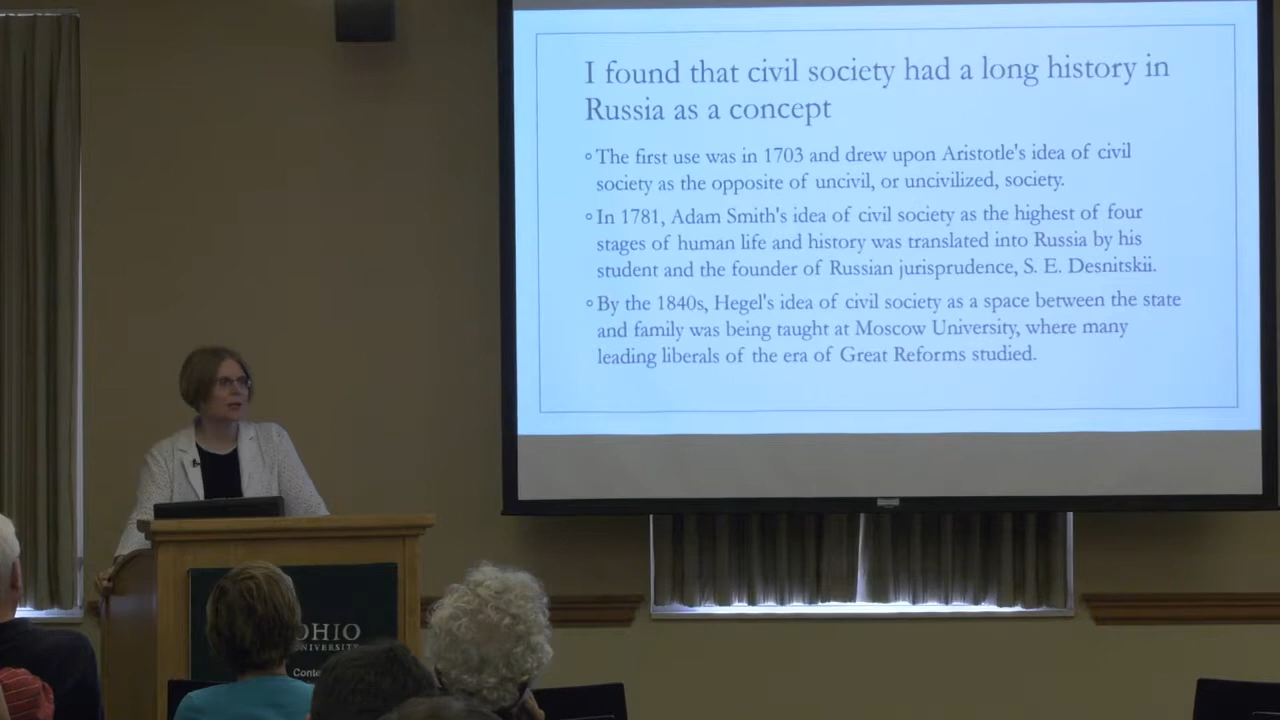 I found that civil society had a long history in
Russia as a concept
The first use was in 1703 and drew upon Aristotle's idea of civil
society as the opposite of uncivil, or uncivilized, society.
In 1781, Adam Smith's idea of civil society as the highest of four
stages of human life and history was translated into Russia by his
student and the founder of Russian jurisprudence, S. E. Desnitskii.
By the 1840s, Hegel's idea of civil society as a space between the state
and family was being taught at Moscow University, where many
leading liberals of the era of Great Reforms studied.
OHIO
UNIVERSITY
Conte